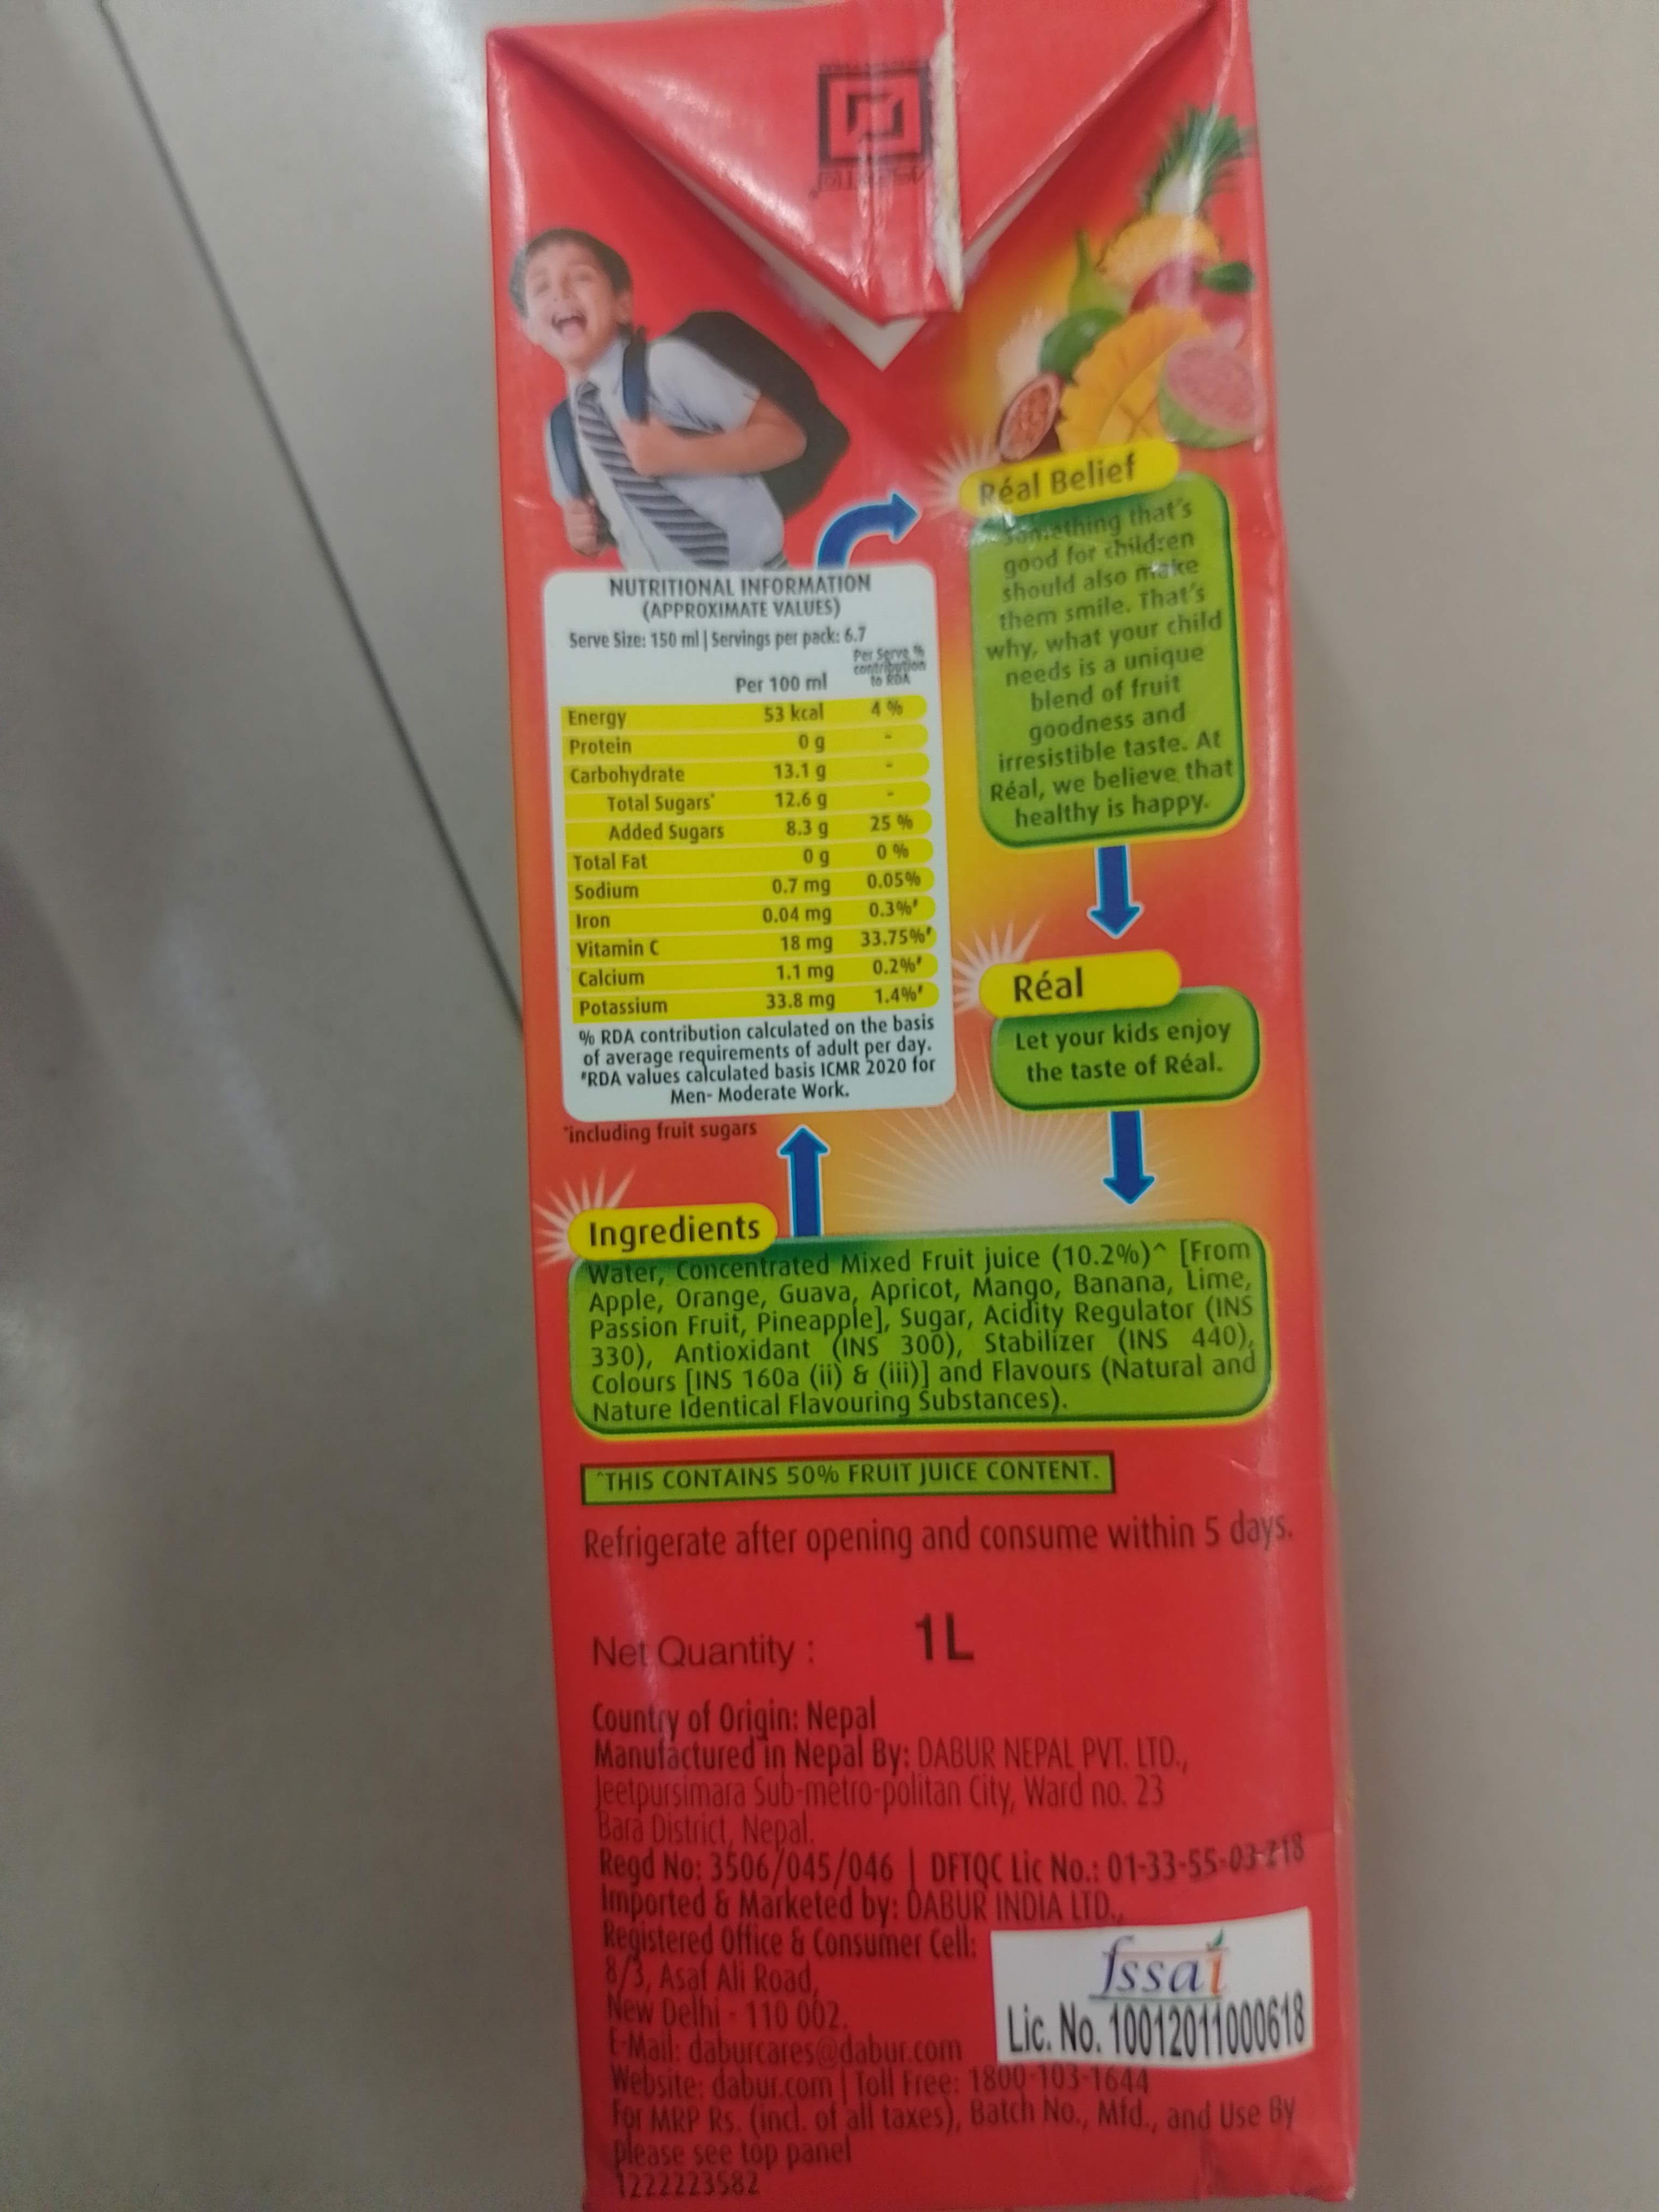 NUTRITIONAL INFORMATION
(APPROXIMATE VALUES)
Serve Size: 150 ml | Servings per pack: 6.7
Per 100 ml Per Serve % contribution to RDA
Energy 53 kcal 4 %
Protein 0 g -
Carbohydrate 13.1 g -
Total Sugars* 12.6 g -
Added Sugars 8.3 g 25 %
Total Fat 0 g 0 %
Sodium 0.7 mg 0.05%
Iron 0.04 mg 0.3%#
Vitamin C 18 mg 33.75%#
Calcium 1.1 mg 0.2%#
Potassium 33.8 mg 1.4%#
% RDA contribution calculated on the basis
of average requirements of adult per day.
#RDA values calculated basis ICMR 2020 for
Men- Moderate Work.
*including fruit sugars
Réal Belief
Something that's
good for children
should also make
them smile. That's
why, what your child
needs is a unique
blend of fruit
goodness and
irresistible taste. At
Réal, we believe that
healthy is happy.
Réal
Let your kids enjoy
the taste of Réal.
Ingredients
Water, Concentrated Mixed Fruit juice (10.2%)^ [From
Apple, Orange, Guava, Apricot, Mango, Banana, Lime,
Passion Fruit, Pineapple], Sugar, Acidity Regulator (INS
330), Antioxidant (INS 300), Stabilizer (INS 440),
Colours [INS 160a (ii) & (iii)] and Flavours (Natural and
Nature Identical Flavouring Substances).
^THIS CONTAINS 50% FRUIT JUICE CONTENT.
Refrigerate after opening and consume within 5 days.
Net Quantity : 1L
Country of Origin: Nepal
Manufactured in Nepal By: DABUR NEPAL PVT. LTD.,
Jeetpursimara Sub-metro-politan City, Ward no. 23
Bara District, Nepal.
Regd No: 3506/045/046 | DFTQC Lic No.: 01-33-55-03-218
Imported & Marketed by: DABUR INDIA LTD.,
Registered Office & Consumer Cell:
8/3, Asaf Ali Road,
New Delhi - 110 002.
E-Mail: daburcares@dabur.com
Website: dabur.com | Toll Free: 1800-103-1644
For MRP Rs. (incl. of all taxes), Batch No., Mfd., and Use By
please see top panel
1222223582
fssai
Lic. No. 10012011000618